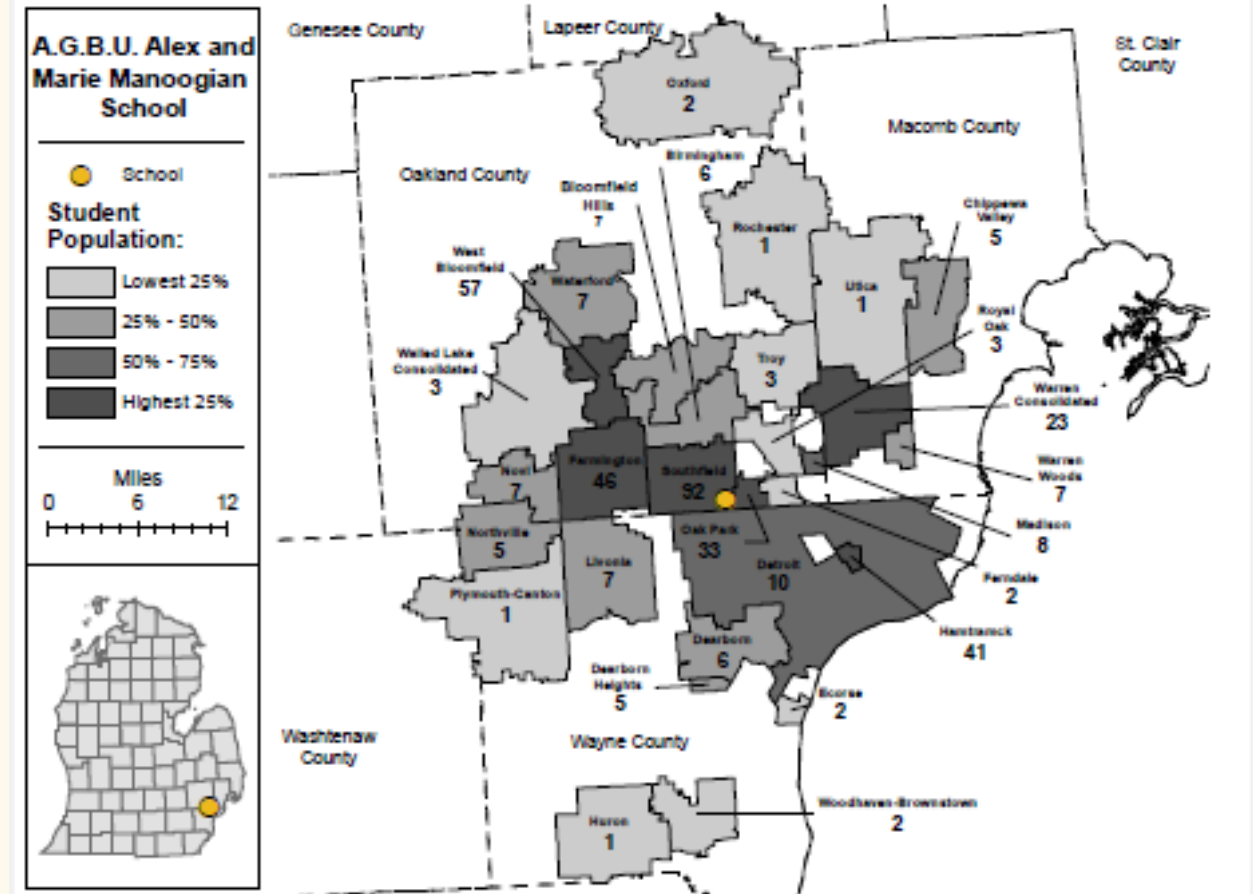 A.G.B.U. Alex and
Marie Manoogian
School
School
Student
Population:
Lowest 25%
25% - 50%
50% - 75%
Highest 25%
Miles
0 6 12
Genesee County
Lapeer County
St. Clair
County
Oxford
2
Macomb County
Birmingham
6
Oakland County
Bloomfield
Hills
7
Chippewa
Valley
5
Rochester
1
West
Bloomfield
57
Waterford
7
Utica
1
Royal
Oak
3
Walled Lake
Consolidated
3
Troy
3
Warren
Consolidated
23
Farmington
46
Southfield
92
Warren
Woods
7
Novi
7
Madison
8
Northville
5
Oak Park
33
Livonia
7
Detroit
10
Ferndale
2
Plymouth-Canton
1
Hamtramck
41
Dearborn
6
Dearborn
Heights
5
Ecorse
2
Washtenaw
County
Wayne County
Woodhaven-Brownstown
2
Huron
1